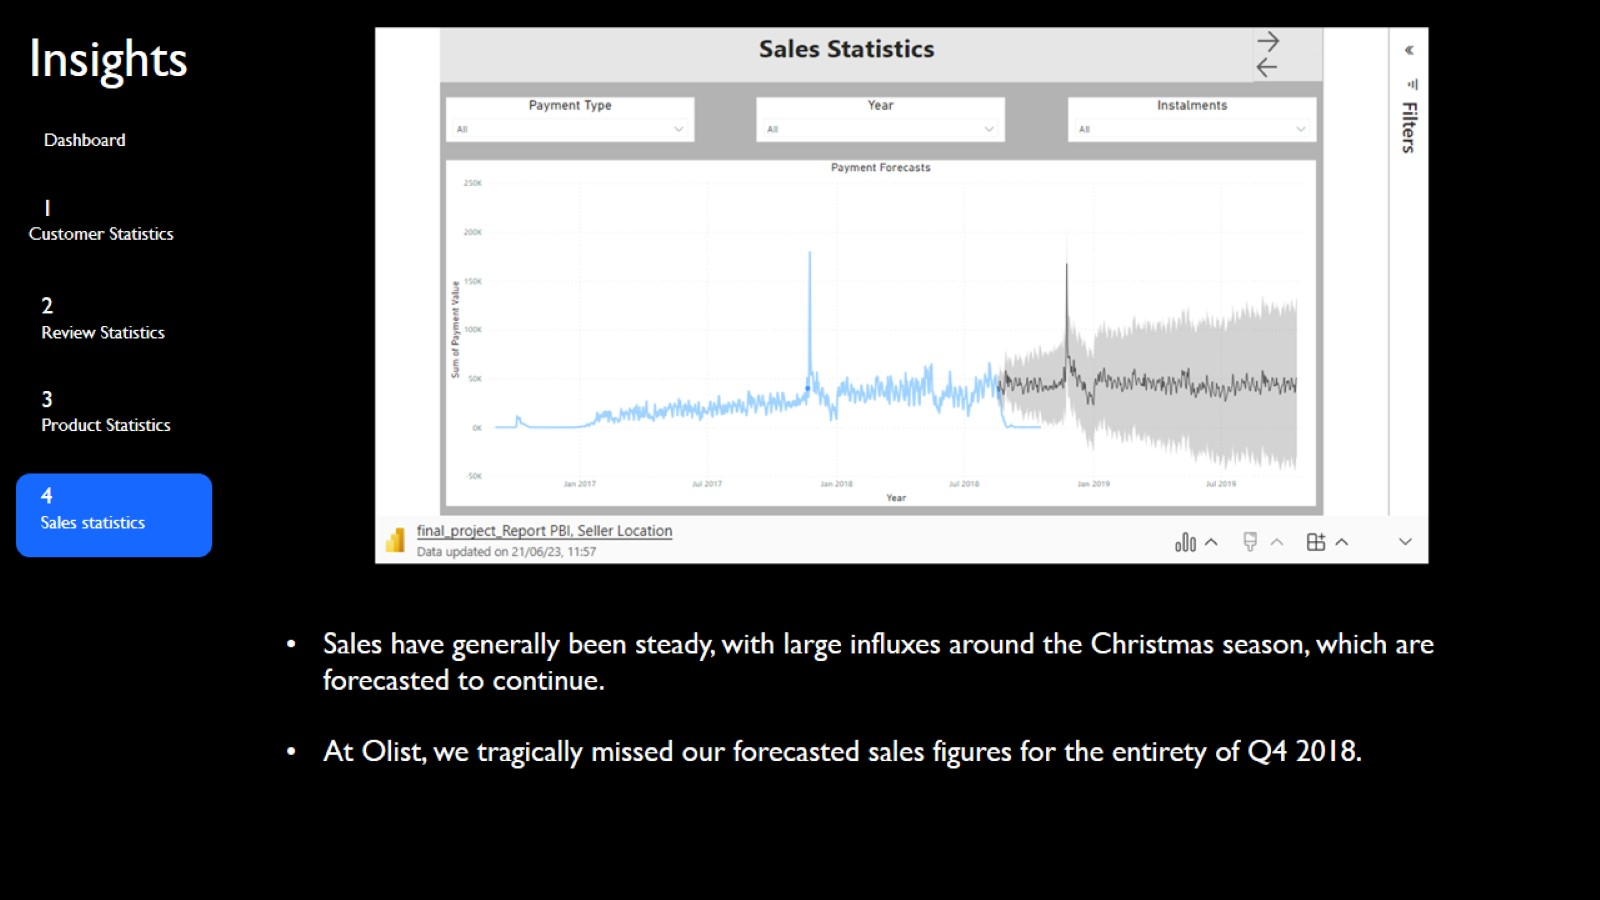 Insights
Dashboard
1
Customer Statistics
2
Review Statistics
3
Product Statistics
4
Sales statistics
Sales Statistics
Payment Type
All
Year
All
Instalments
All
Filters
Payment Forecasts
Sum of Payment Value
250K
200K
150K
100K
50K
0K
-50K
Jan 2017
Jul 2017
Jan 2018
Jul 2018
Jan 2019
Jul 2019
Year
final_project_Report PBI, Seller Location
Data updated on 21/06/23, 11:57
• Sales have generally been steady, with large influxes around the Christmas season, which are
forecasted to continue.
• At Olist, we tragically missed our forecasted sales figures for the entirety of Q4 2018.